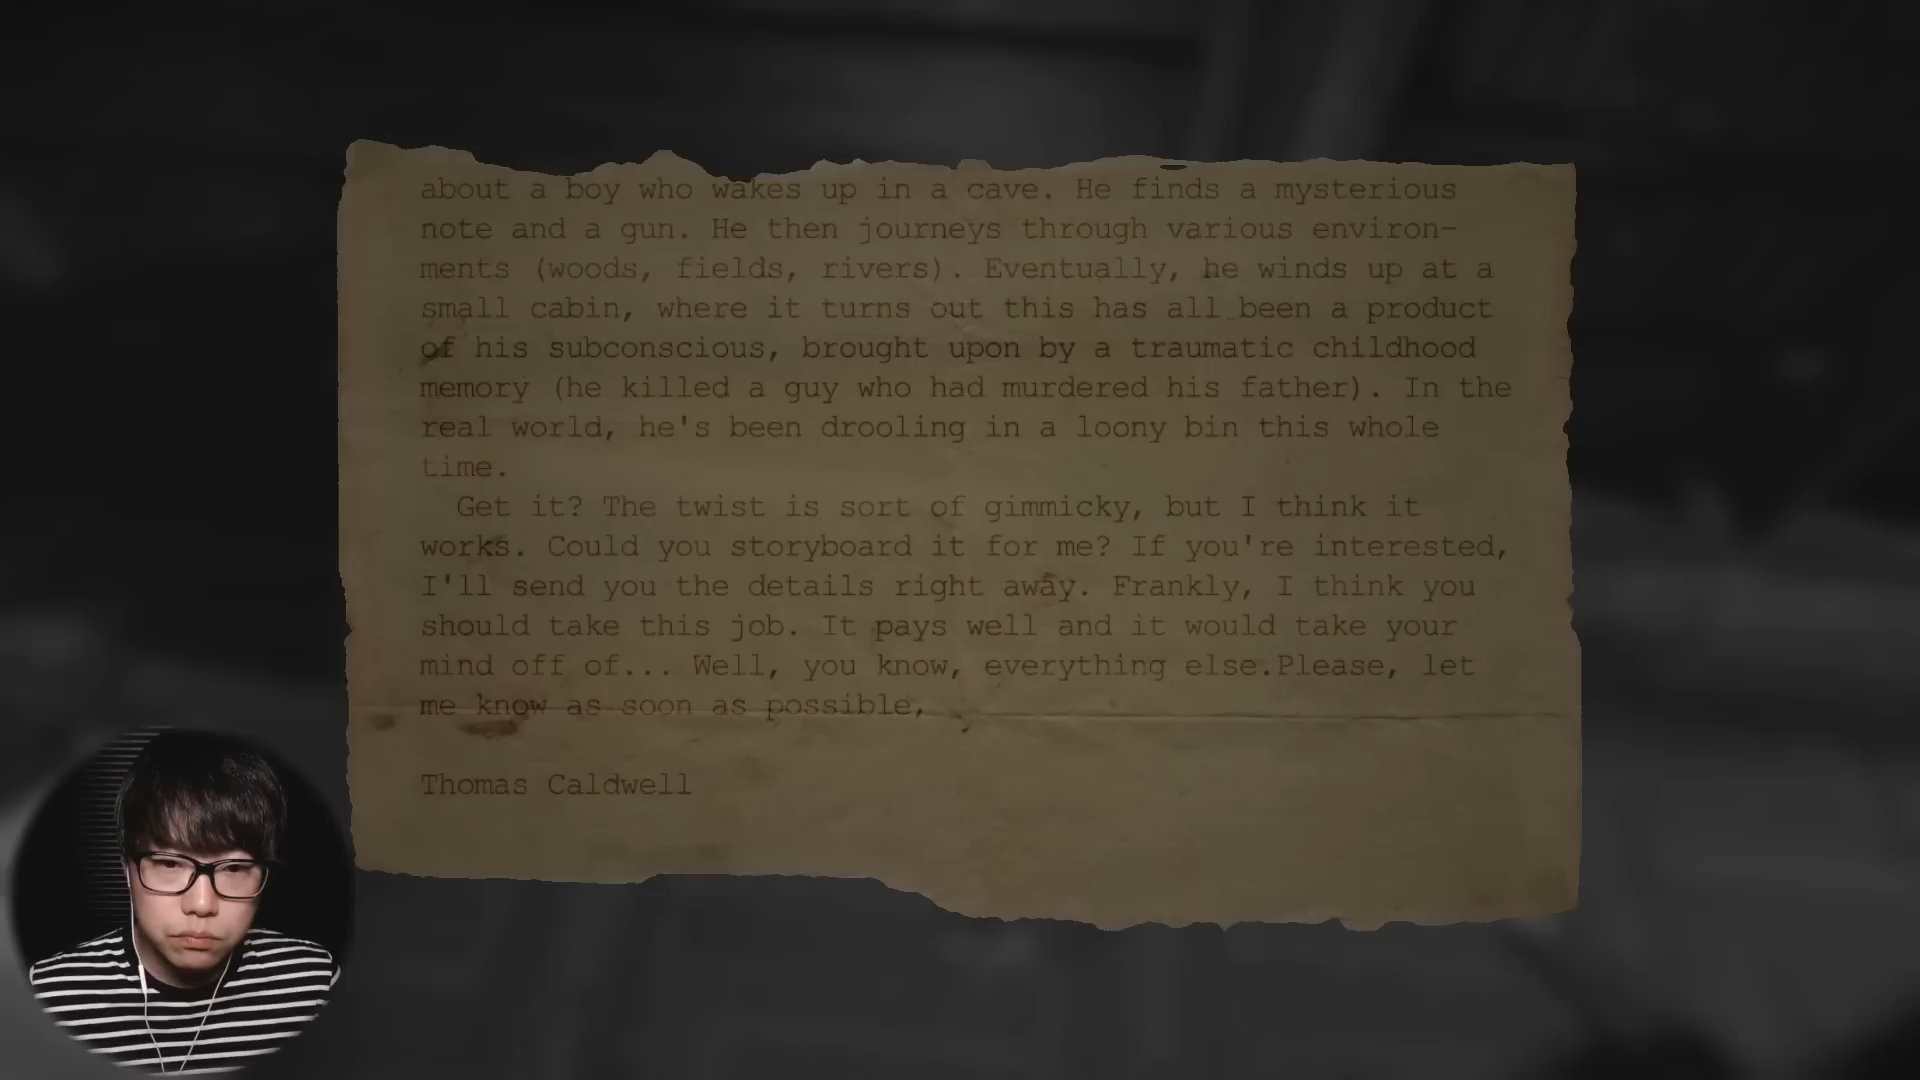 about a boy who wakes up in a cave. He finds a mysterious
note and a gun. He then journeys through various environ-
ments (woods, fields, rivers). Eventually, he winds up at a
small cabin, where it turns out this has all been a product
of his subconscious, brought upon by a traumatic childhood
memory (he killed a guy who had murdered his father). In the
real world, he's been drooling in a loony bin this whole
time.
Get it? The twist is sort of gimmicky, but I think it
works. Could you storyboard it for me? If you're interested,
I'll send you the details right away. Frankly, I think you
should take this job. It pays well and it would take your
mind off of... Well, you know, everything else.Please, let
me know as soon as possible,
Thomas Caldwell